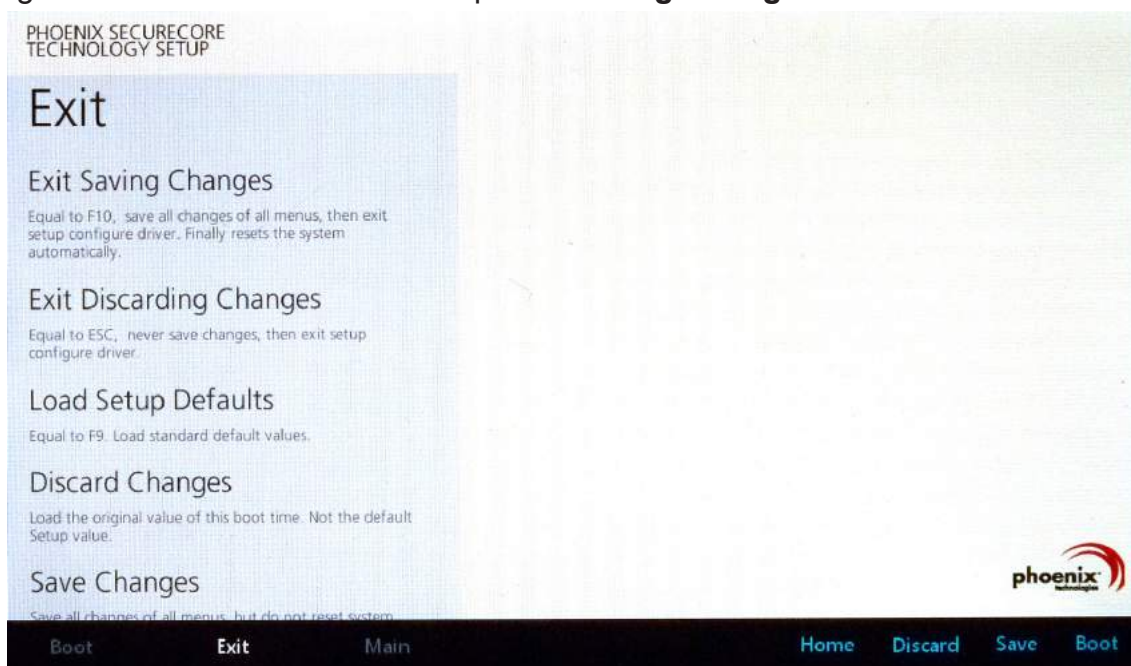 PHOENIX SECURECORE
TECHNOLOGY SETUP
Exit
Exit Saving Changes
Equal to F10, save all changes of all menus, then exit
setup configure driver. Finally resets the system
automatically.
Exit Discarding Changes
Equal to ESC, never save changes, then exit setup
configure driver.
Load Setup Defaults
Equal to F9. Load standard default values.
Discard Changes
Load the original value of this boot time. Not the default
Setup value.
Save Changes
Save all changes of all menus, but do not reset system
phoenix
technologies
Boot Exit Main Home Discard Save Boot